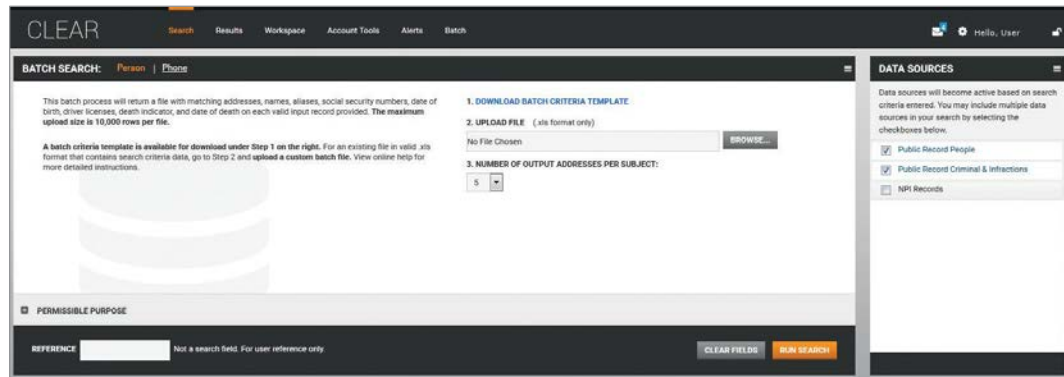 CLEAR
Search Results Workspace Account Tools Alerts Batch
4 Hello, User
BATCH SEARCH: Person | Phone
This batch process will return a file with matching addresses, names, aliases, social security numbers, date of
birth, driver licenses, death indicator, and date of death on each valid input record provided. The maximum
upload size is 10,000 rows per file.
A batch criteria template is available for download under Step 1 on the right. For an existing file in valid .xls
format that contains search criteria data, go to Step 2 and upload a custom batch file. View online help for
more detailed instructions.
1. DOWNLOAD BATCH CRITERIA TEMPLATE
2. UPLOAD FILE (.xls format only)
No File Chosen BROWSE...
3. NUMBER OF OUTPUT ADDRESSES PER SUBJECT:
5
PERMISSIBLE PURPOSE
REFERENCE Not a search field. For user reference only.
CLEAR FIELDS RUN SEARCH
DATA SOURCES
Data sources will become active based on search
criteria entered. You may include multiple data
sources in your search by selecting the
checkboxes below.
Public Record People
Public Record Criminal & Infractions
NPI Records